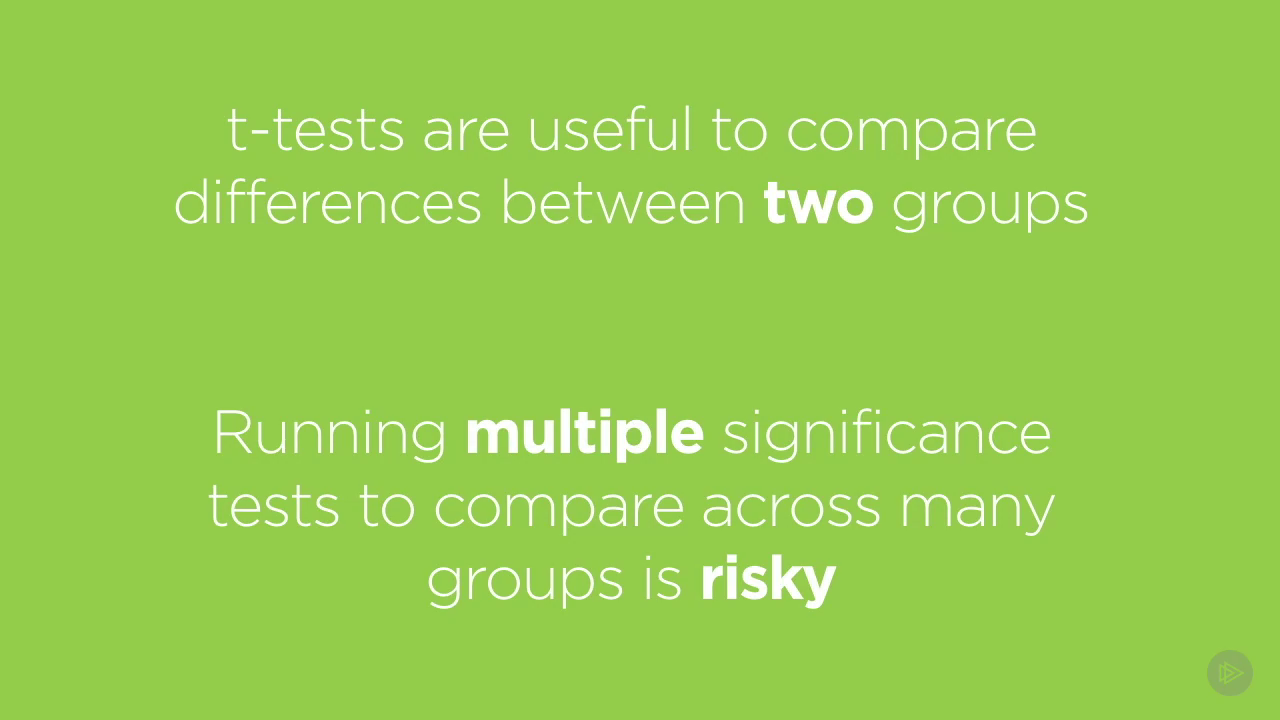 t-tests are useful to compare
differences between two groups
Running multiple significance
tests to compare across many
groups is risky